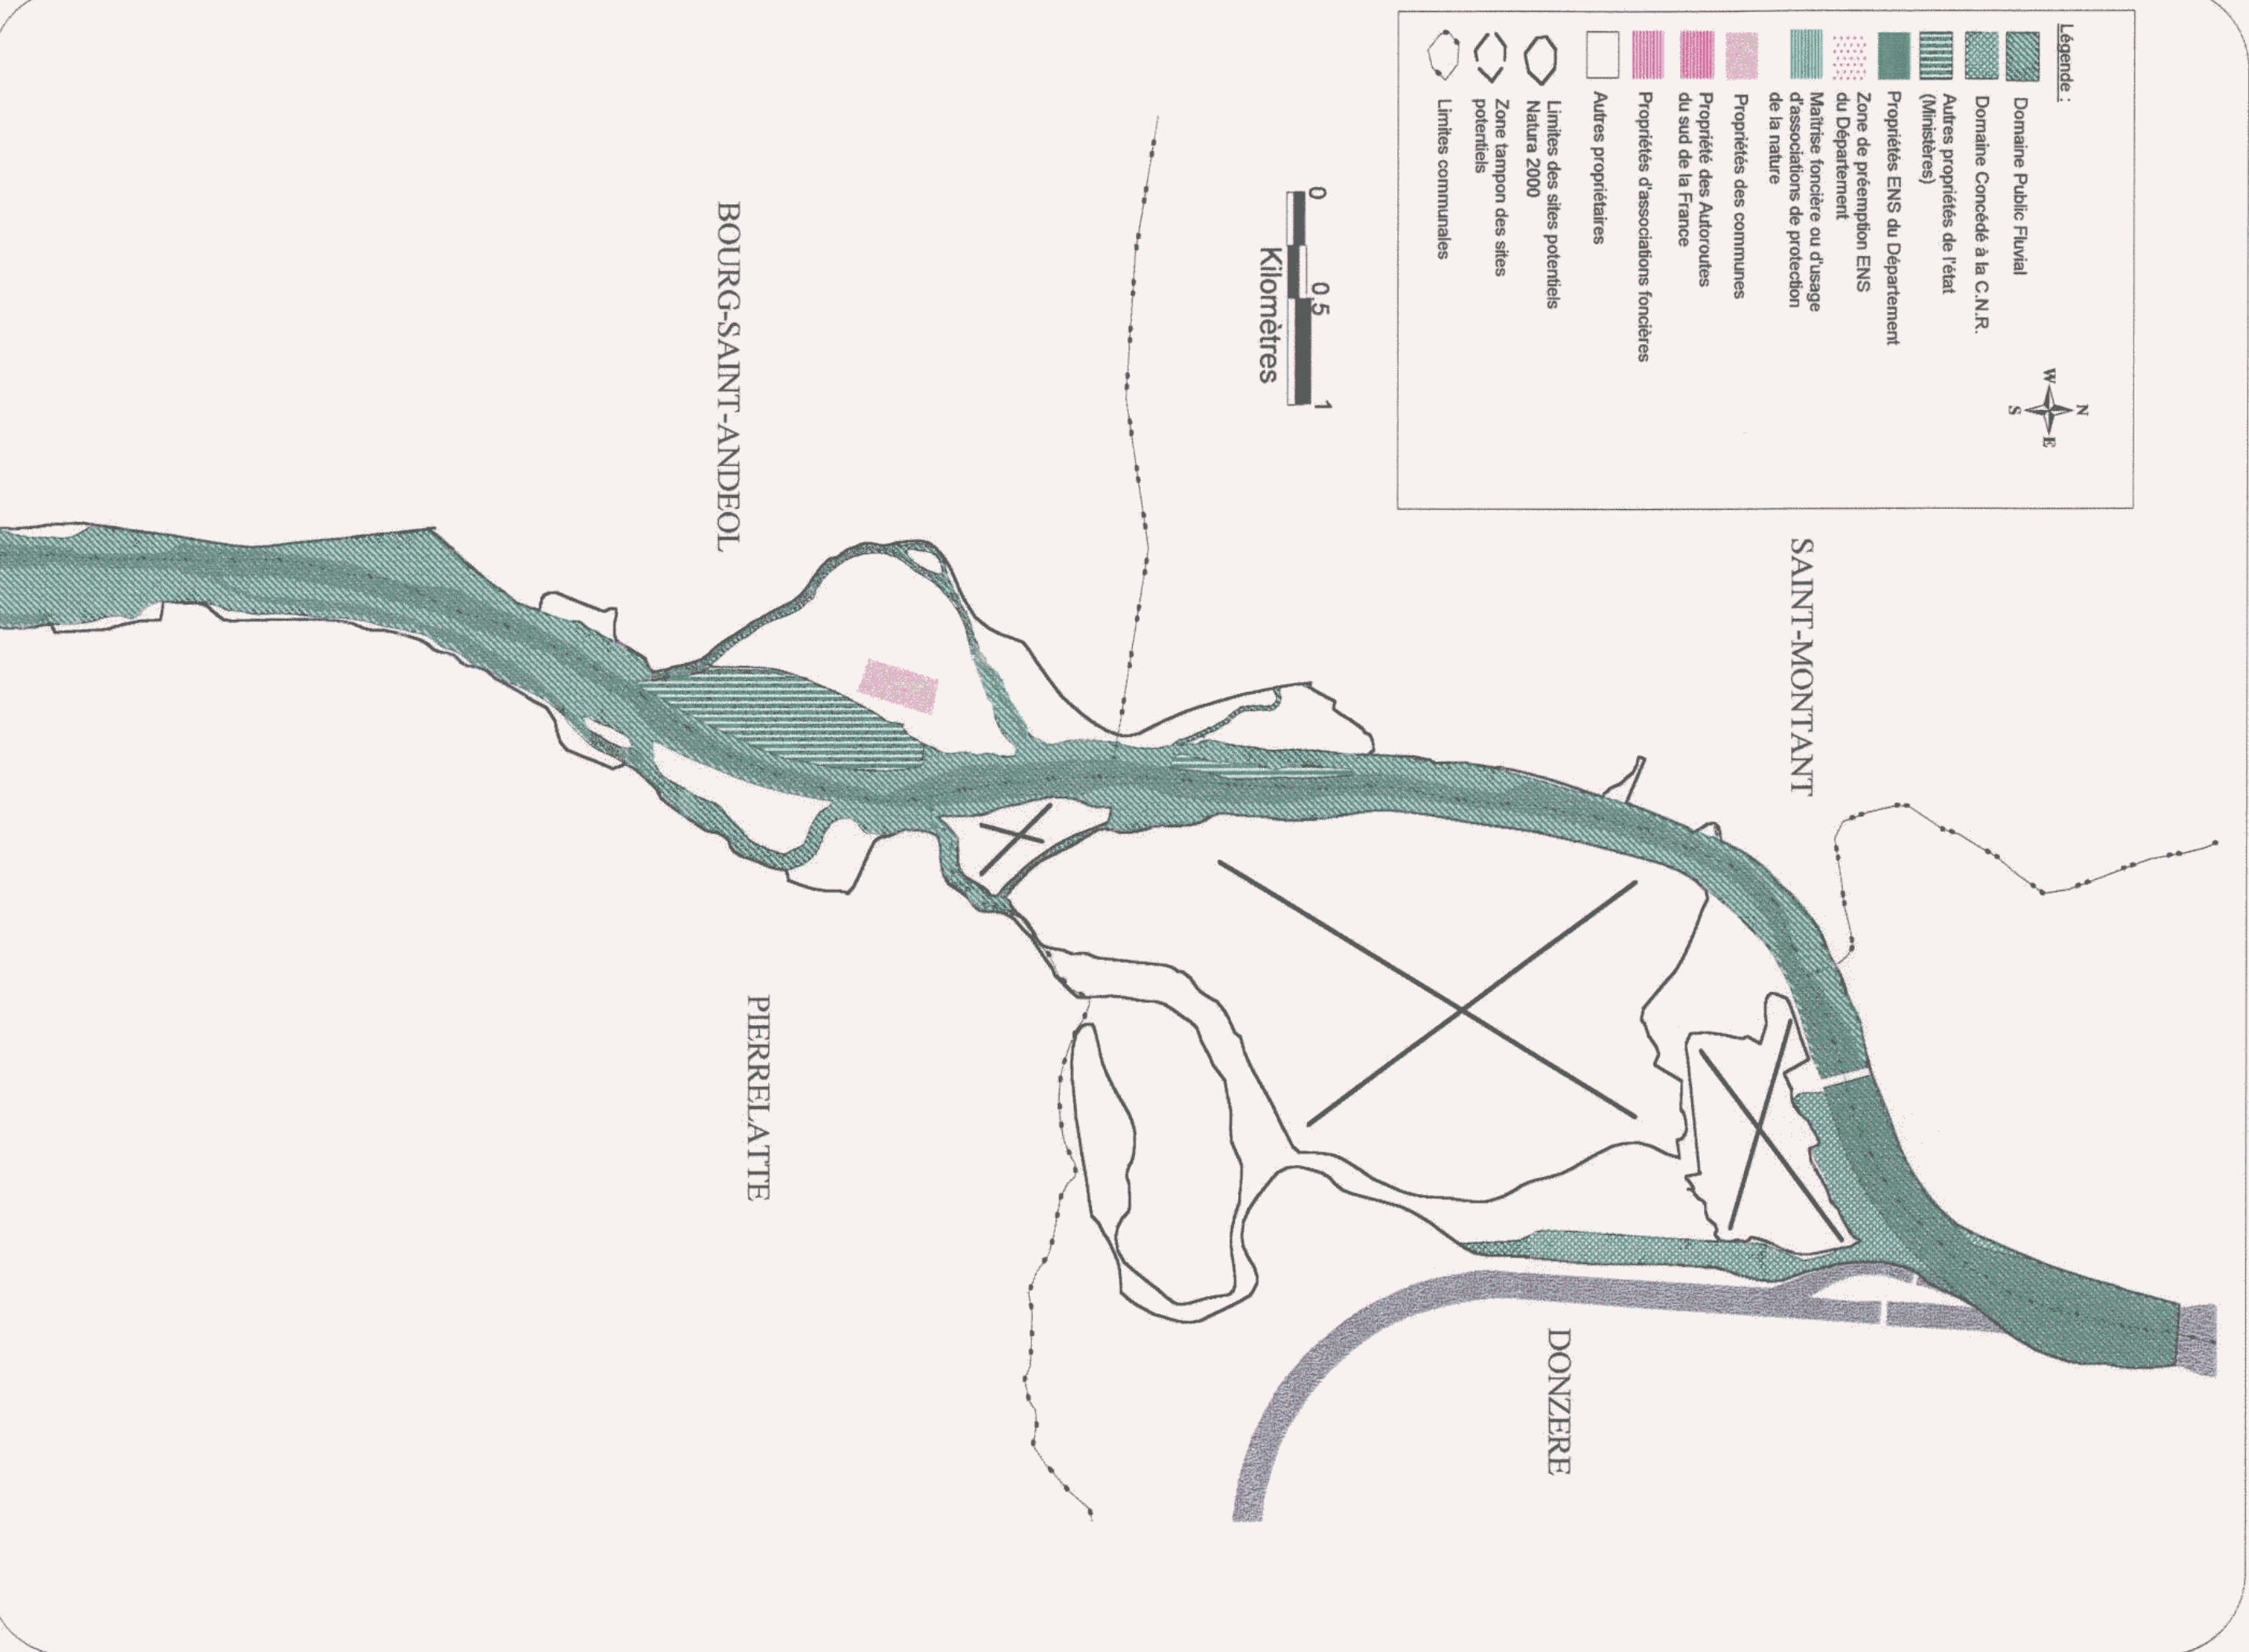 Légende :
N
W
E
S
Domaine Public Fluvial
Domaine Concédé à la C.N.R.
Autres propriétés de l'état
(Ministères)
Propriétés ENS du Département
Zone de préemption ENS
du Département
Maîtrise foncière ou d'usage
d'associations de protection
de la nature
Propriétés des communes
Propriété des Autoroutes
du sud de la France
Propriétés d'associations foncières
Autres propriétaires
Limites des sites potentiels
Natura 2000
Zone tampon des sites
potentiels
Limites communales
0
0,5
1
Kilomètres
SAINT-MONTANT
DONZERE
BOURG-SAINT-ANDEOL
PIERRELATTE